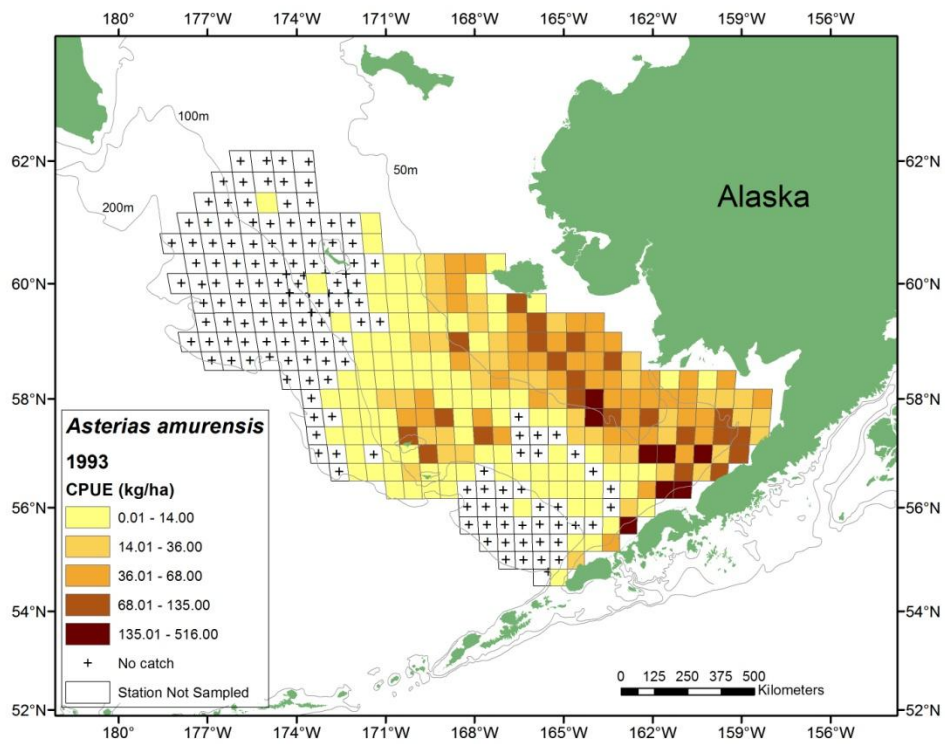 180° 177°W 174°W 171°W 168°W 165°W 162°W 159°W 156°W
100m
62°N 62°N
50m
200m
Alaska
60°N 60°N
58°N 58°N
Asterias amurensis
1993
CPUE (kg/ha)
0.01 - 14.00
14.01 - 36.00
36.01 - 68.00
68.01 - 135.00
135.01 - 516.00
No catch
Station Not Sampled
56°N 56°N
54°N 54°N
0 125 250 375 500
Kilometers
52°N 52°N
180° 177°W 174°W 171°W 168°W 165°W 162°W 159°W 156°W